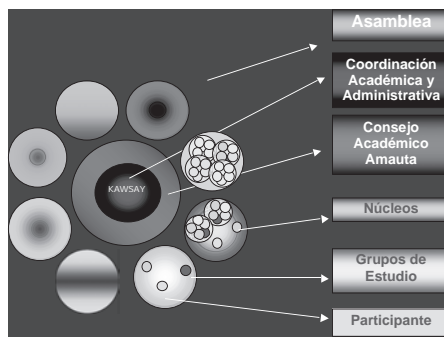 Asamblea
Coordinación
Académica y
Administrativa
Consejo
Académico
Amauta
KAWSAY
Núcleos
Grupos de
Estudio
Participante